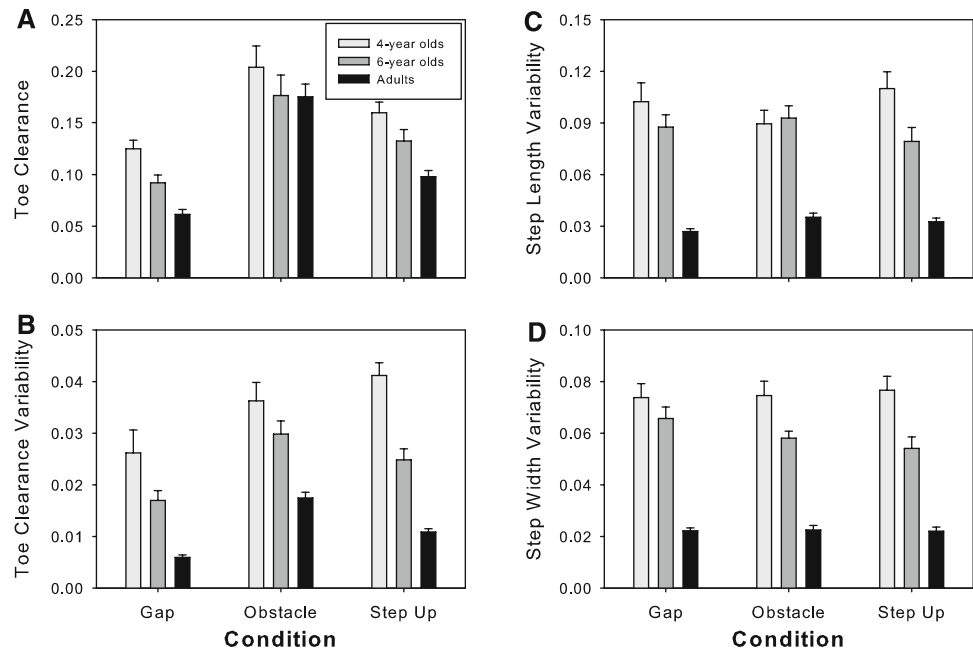 A
Toe Clearance
0.25
0.20
0.15
0.10
0.05
0.00
4-year olds
6-year olds
Adults
C
Step Length Variability
0.15
0.12
0.09
0.06
0.03
0.00
B
Toe Clearance Variability
0.05
0.04
0.03
0.02
0.01
0.00
Gap Obstacle Step Up
Condition
D
Step Width Variability
0.10
0.08
0.06
0.04
0.02
0.00
Gap Obstacle Step Up
Condition